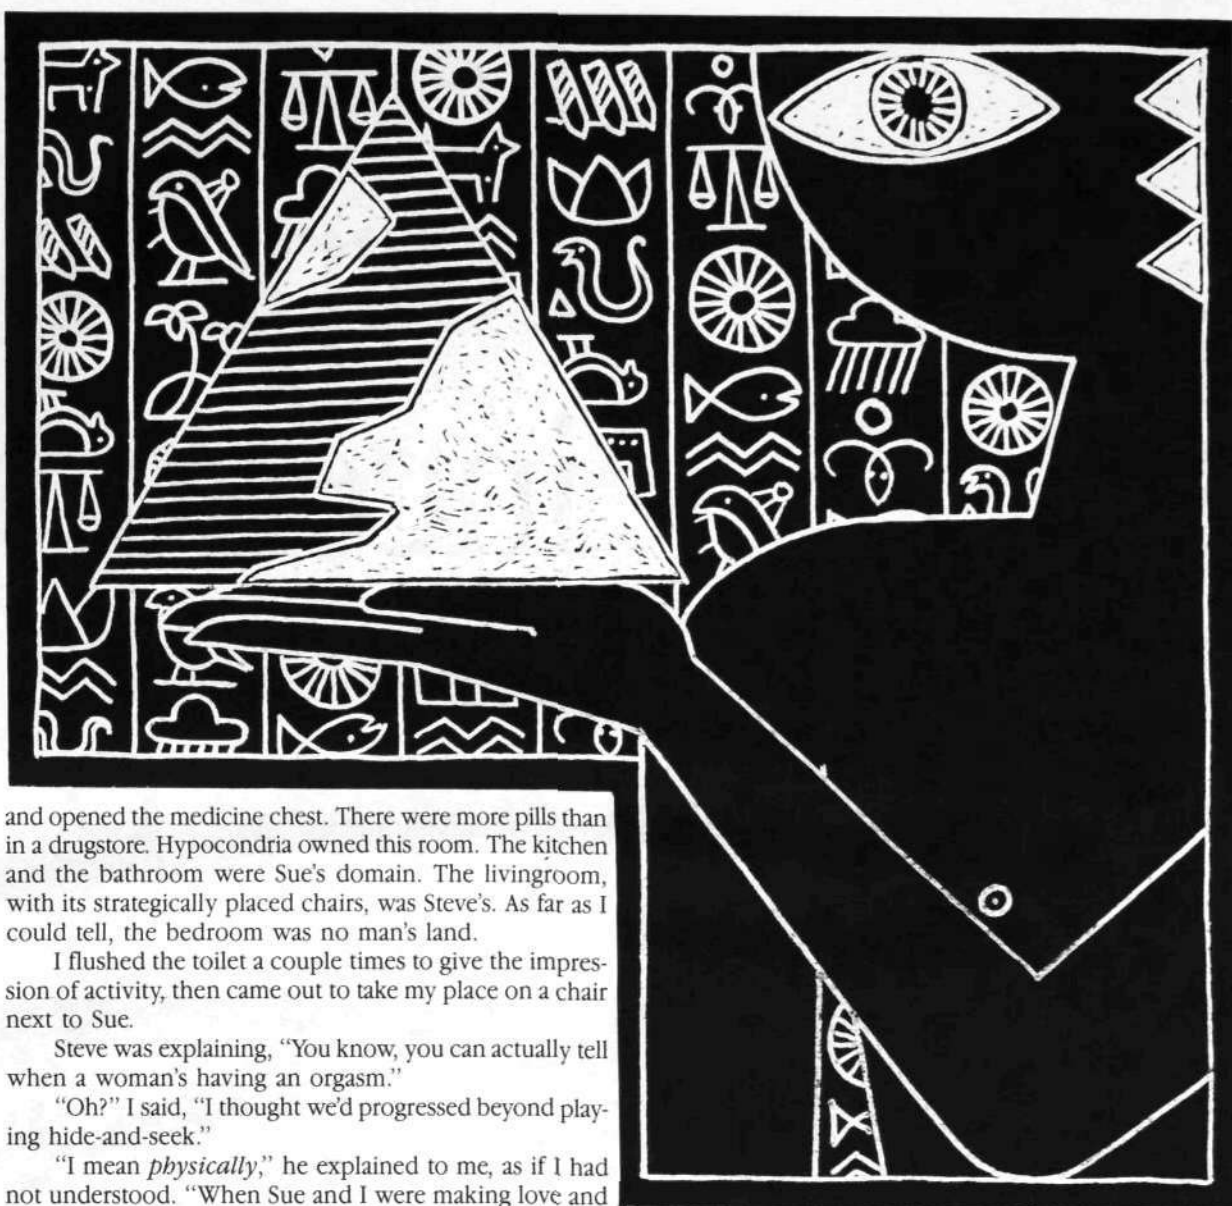 and opened the medicine chest. There were more pills than
in a drugstore. Hypocondria owned this room. The kitchen
and the bathroom were Sue's domain. The livingroom,
with its strategically placed chairs, was Steve's. As far as I
could tell, the bedroom was no man's land.
I flushed the toilet a couple times to give the impres-
sion of activity, then came out to take my place on a chair
next to Sue.
Steve was explaining, “You know, you can actually tell
when a woman's having an orgasm.”
“Oh?” I said, “I thought we'd progressed beyond play-
ing hide-and-seek.”
“I mean physically,” he explained to me, as if I had
not understood. “When Sue and I were making love and